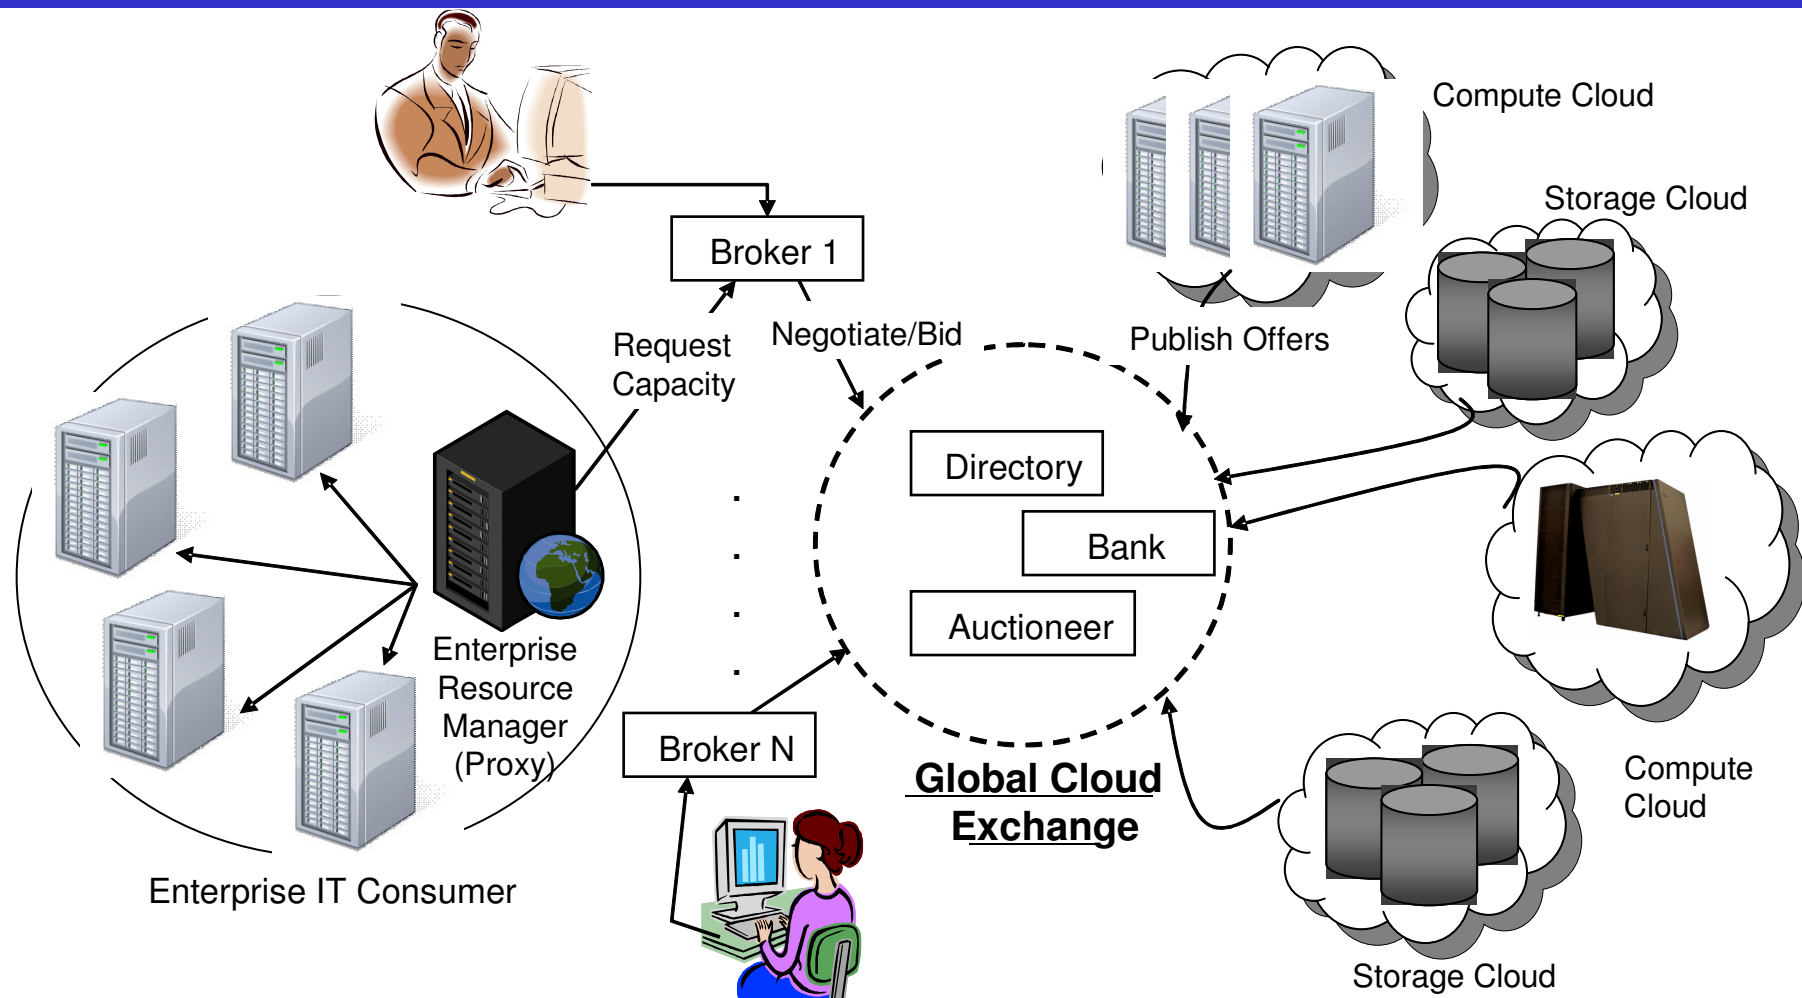 Compute Cloud
Storage Cloud
Broker 1
Negotiate/Bid
Publish Offers
Request
Capacity
Directory
Bank
Auctioneer
Enterprise
Resource
Manager
(Proxy)
Broker N
.
.
.
.
Global Cloud
Exchange
Compute
Cloud
Enterprise IT Consumer
Storage Cloud